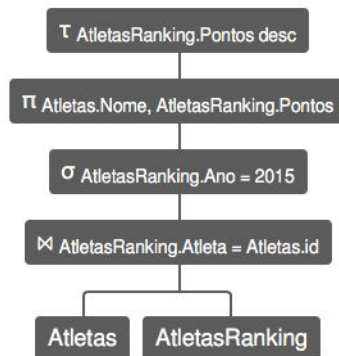 τ AtletasRanking.Pontos desc
π Atletas.Nome, AtletasRanking.Pontos
σ AtletasRanking.Ano = 2015
⋈ AtletasRanking.Atleta = Atletas.id
Atletas
AtletasRanking